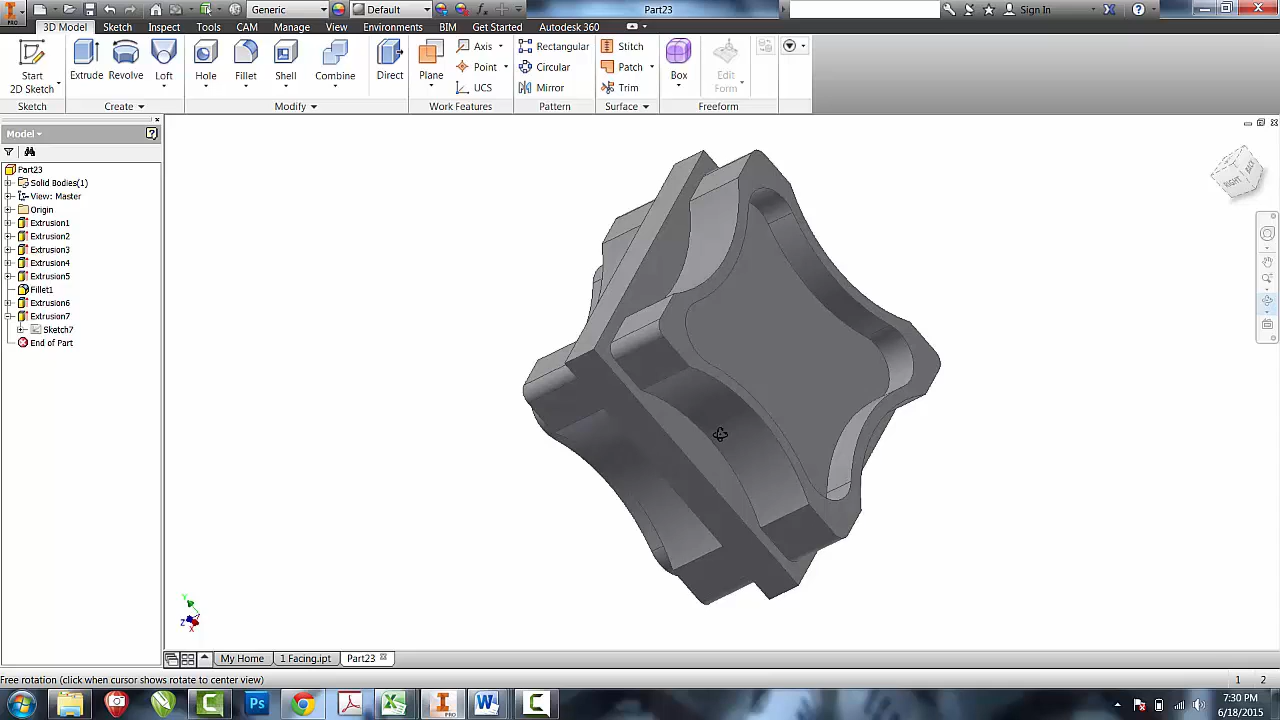 Generic
Default
Part23
Sign In
PRO
3D Model
Sketch
Inspect
Tools
CAM
Manage
View
Environments
BIM
Get Started
Autodesk 360
Start
2D Sketch
Extrude
Revolve
Loft
Hole
Fillet
Shell
Combine
Direct
Plane
Axis
Point
UCS
Rectangular
Circular
Mirror
Stitch
Patch
Trim
Box
Edit
Form
Sketch
Create
Modify
Work Features
Pattern
Surface
Freeform
Model
Part23
Solid Bodies(1)
View: Master
Origin
Extrusion1
Extrusion2
Extrusion3
Extrusion4
Extrusion5
Fillet1
Extrusion6
Extrusion7
Sketch7
End of Part
RIGHT
BACK
Y
Z
X
My Home
1 Facing.ipt
Part23
Free rotation (click when cursor shows rotate to center view)
1
2
Ps
PRO
7:30 PM
6/18/2015